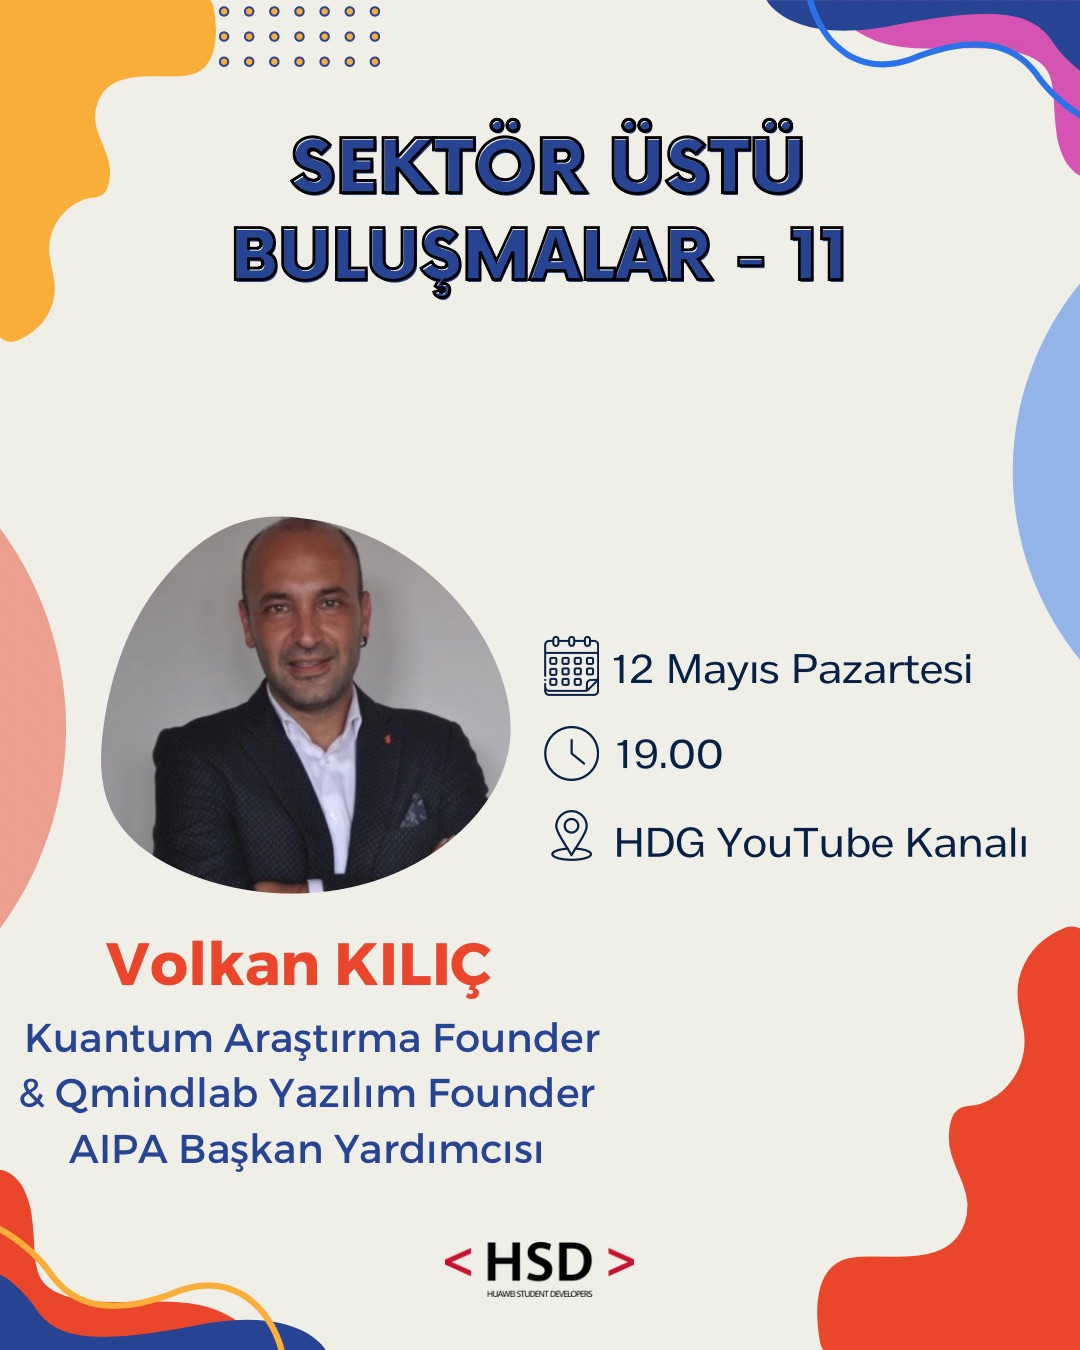 SEKTÖR ÜSTÜ
BULUŞMALAR - 11
12 Mayıs Pazartesi
19.00
HDG YouTube Kanalı
Volkan KILIÇ
Kuantum Araştırma Founder
& Qmindlab Yazılım Founder
AIPA Başkan Yardımcısı
< HSD >
HUAWEI STUDENT DEVELOPERS